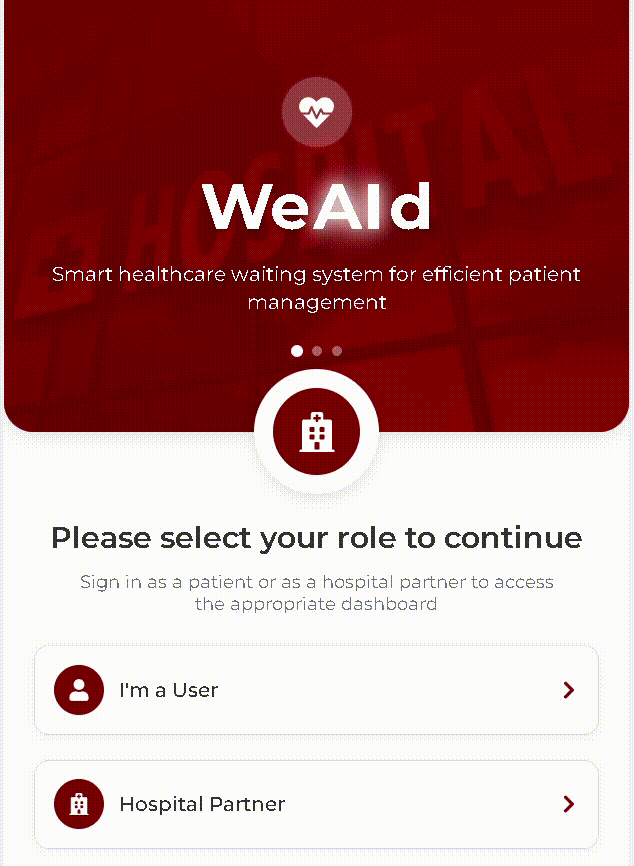 HOSPITAL
WeAId
Smart healthcare waiting system for efficient patient
management
Please select your role to continue
Sign in as a patient or as a hospital partner to access
the appropriate dashboard
I'm a User
Hospital Partner